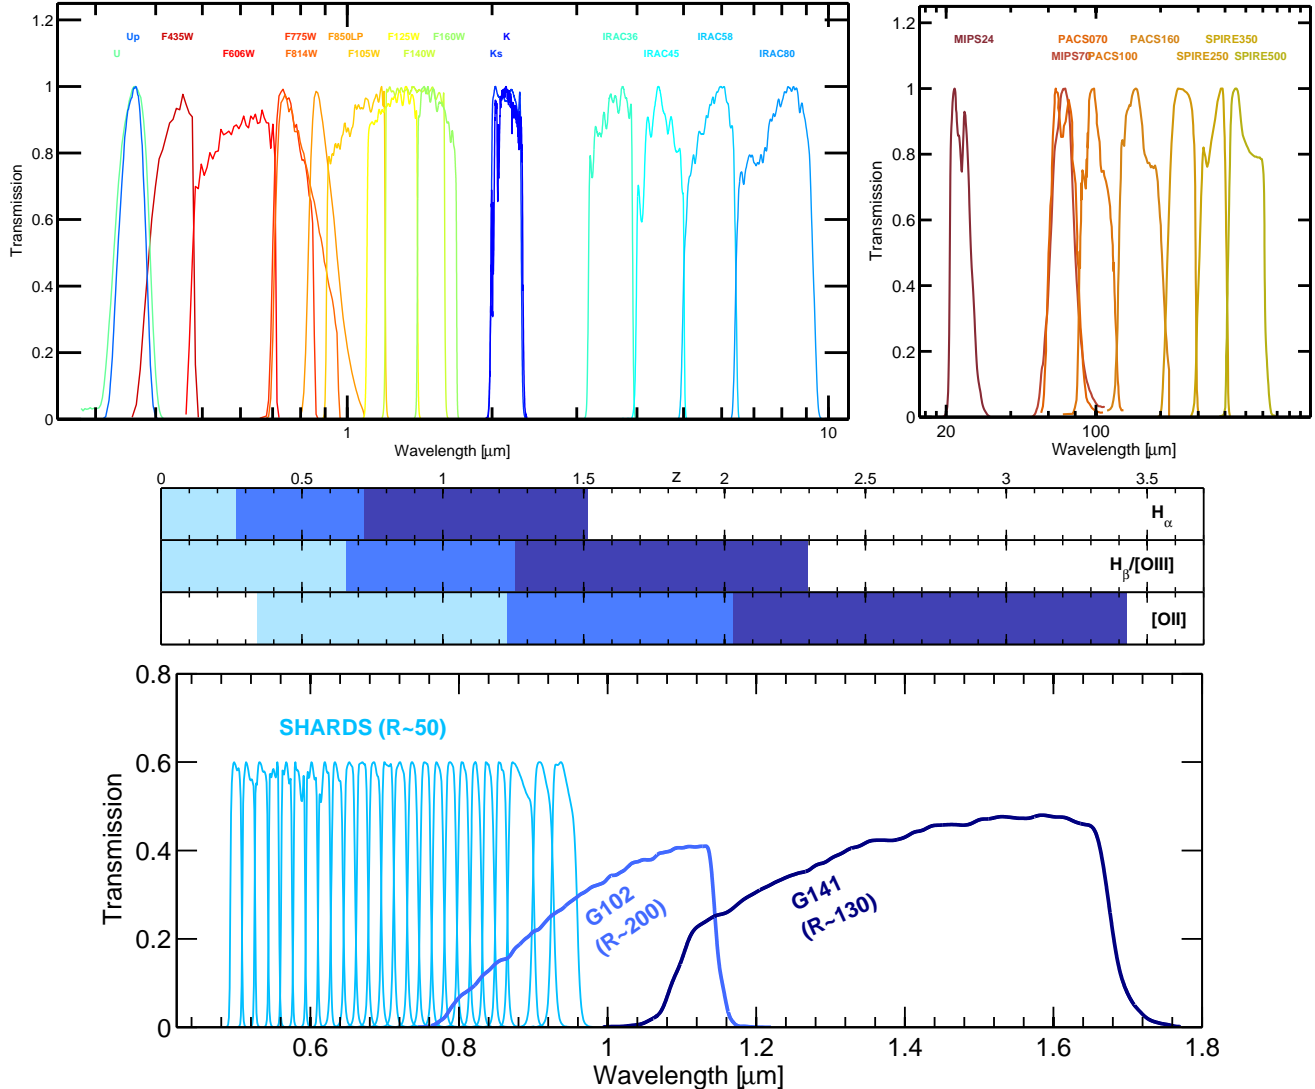 1.2
1
0.8
0.6
0.4
0.2
0
Transmission
Up
F435W
F775W
F850LP
F125W
F160W
K
IRAC36
IRAC58
U
F606W
F814W
F105W
F140W
Ks
IRAC45
IRAC80
1
10
Wavelength [μm]
1.2
1
0.8
0.6
0.4
0.2
0
Transmission
MIPS24
PACS070
PACS160
SPIRE350
MIPS70
PACS100
SPIRE250
SPIRE500
20
100
Wavelength [μm]
0 0.5 1 1.5 z 2 2.5 3 3.5
Hα
Hβ/[OIII]
[OII]
0.8
0.6
0.4
0.2
0
Transmission
SHARDS (R~50)
G102
(R~200)
G141
(R~130)
0.6 0.8 1 1.2 1.4 1.6 1.8
Wavelength [μm]